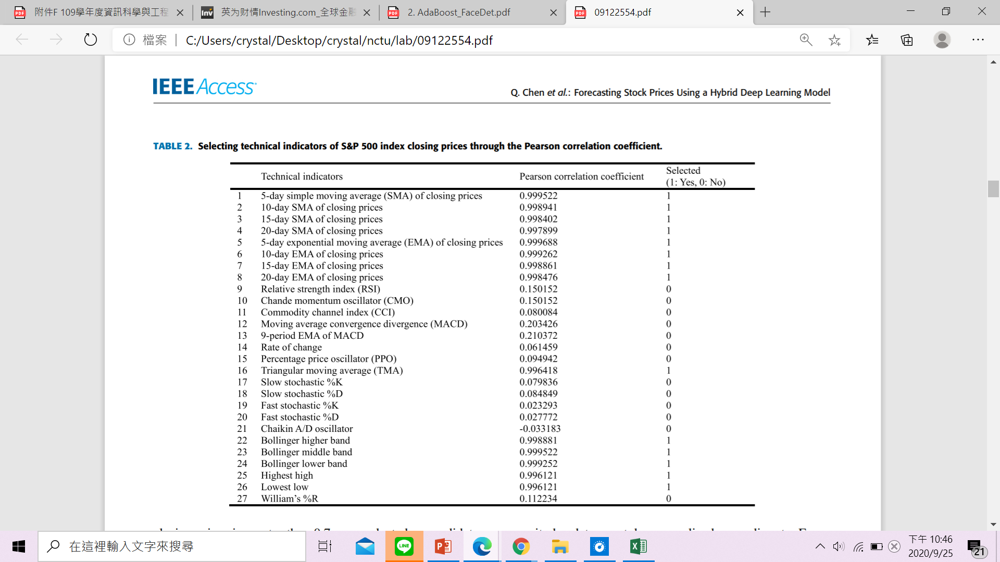 附件F 109學年度資訊科學與工程
英为财情Investing.com_全球金融
2. AdaBoost_FaceDet.pdf
09122554.pdf
檔案
C:/Users/crystal/Desktop/crystal/nctu/lab/09122554.pdf
IEEE Access
Q. Chen et al.: Forecasting Stock Prices Using a Hybrid Deep Learning Model
TABLE 2. Selecting technical indicators of S&P 500 index closing prices through the Pearson correlation coefficient.
Technical indicators Pearson correlation coefficient Selected (1: Yes, 0: No)
1 5-day simple moving average (SMA) of closing prices 0.999522 1
2 10-day SMA of closing prices 0.998941 1
3 15-day SMA of closing prices 0.998402 1
4 20-day SMA of closing prices 0.997899 1
5 5-day exponential moving average (EMA) of closing prices 0.999688 1
6 10-day EMA of closing prices 0.999262 1
7 15-day EMA of closing prices 0.998861 1
8 20-day EMA of closing prices 0.998476 1
9 Relative strength index (RSI) 0.150152 0
10 Chande momentum oscillator (CMO) 0.150152 0
11 Commodity channel index (CCI) 0.080084 0
12 Moving average convergence divergence (MACD) 0.203426 0
13 9-period EMA of MACD 0.210372 0
14 Rate of change 0.061459 0
15 Percentage price oscillator (PPO) 0.094942 0
16 Triangular moving average (TMA) 0.996418 1
17 Slow stochastic %K 0.079836 0
18 Slow stochastic %D 0.084849 0
19 Fast stochastic %K 0.023293 0
20 Fast stochastic %D 0.027772 0
21 Chaikin A/D oscillator -0.033183 0
22 Bollinger higher band 0.998881 1
23 Bollinger middle band 0.999522 1
24 Bollinger lower band 0.999252 1
25 Highest high 0.996121 1
26 Lowest low 0.996121 1
27 William's %R 0.112234 0
在這裡輸入文字來搜尋
下午 10:46
2020/9/25
21